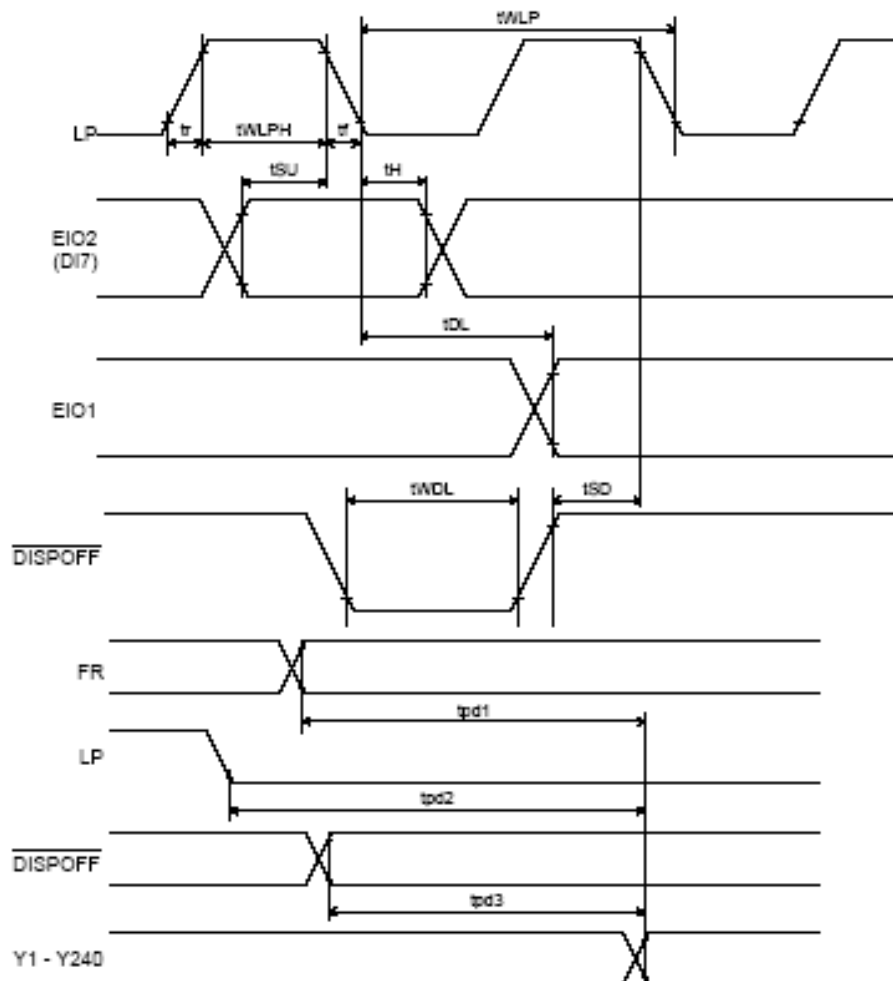 tWLP
LP
tr
tWLPH
tf
tSU
tH
EIO2
(DI7)
tDL
EIO1
tWDL
tSD
DISPOFF
FR
tpd1
LP
tpd2
DISPOFF
tpd3
Y1 - Y240